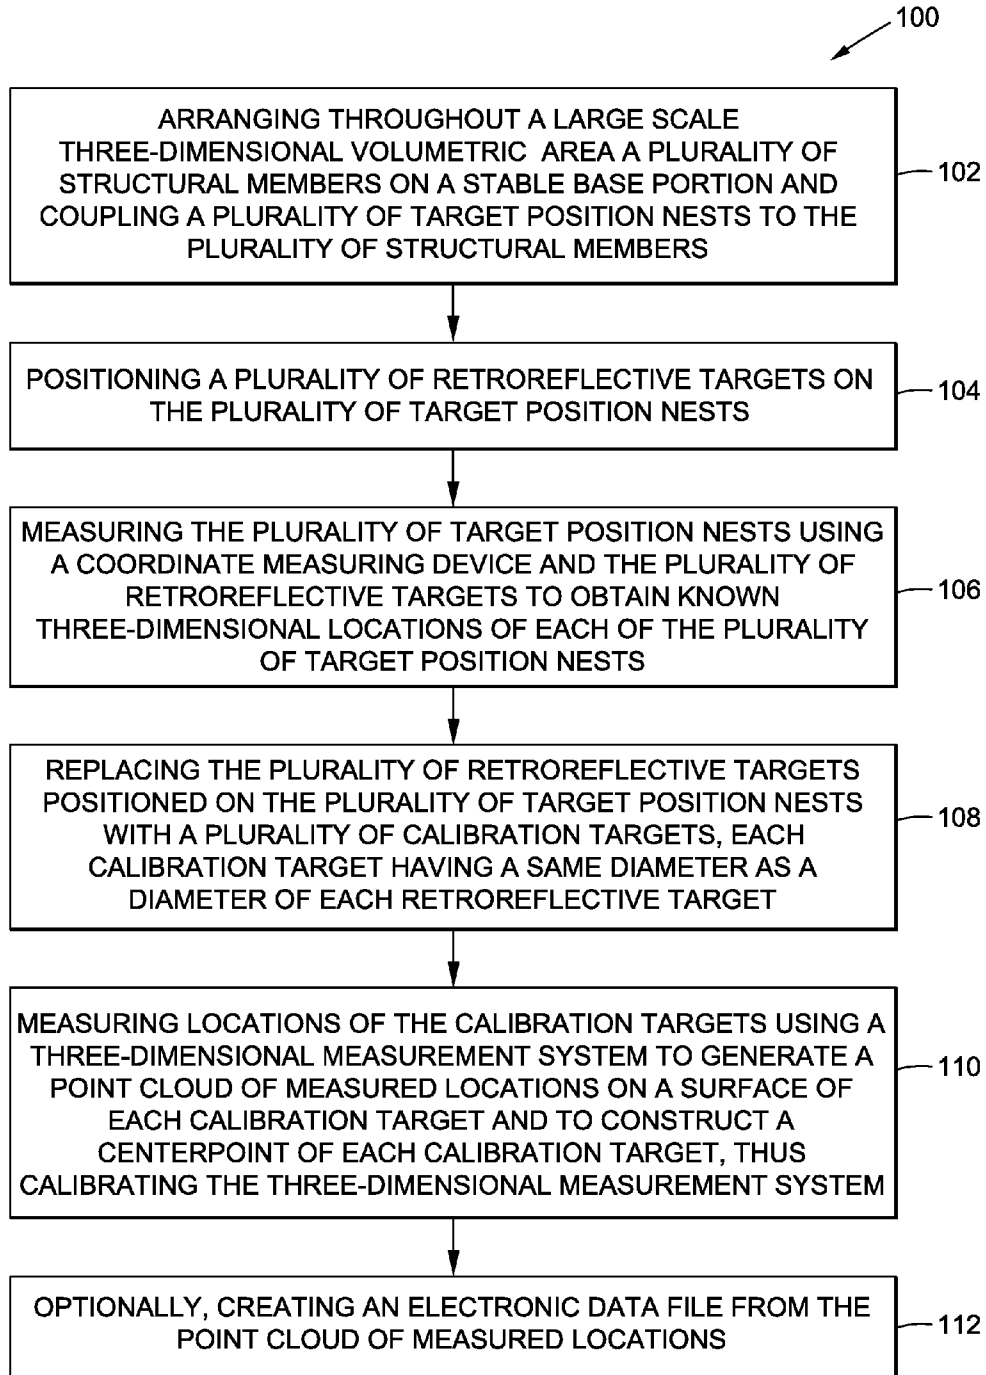 100
ARRANGING THROUGHOUT A LARGE SCALE
THREE-DIMENSIONAL VOLUMETRIC AREA A PLURALITY OF
STRUCTURAL MEMBERS ON A STABLE BASE PORTION AND
COUPLING A PLURALITY OF TARGET POSITION NESTS TO THE
PLURALITY OF STRUCTURAL MEMBERS
102
POSITIONING A PLURALITY OF RETROREFLECTIVE TARGETS ON
THE PLURALITY OF TARGET POSITION NESTS
104
MEASURING THE PLURALITY OF TARGET POSITION NESTS USING
A COORDINATE MEASURING DEVICE AND THE PLURALITY OF
RETROREFLECTIVE TARGETS TO OBTAIN KNOWN
THREE-DIMENSIONAL LOCATIONS OF EACH OF THE PLURALITY
OF TARGET POSITION NESTS
106
REPLACING THE PLURALITY OF RETROREFLECTIVE TARGETS
POSITIONED ON THE PLURALITY OF TARGET POSITION NESTS
WITH A PLURALITY OF CALIBRATION TARGETS, EACH
CALIBRATION TARGET HAVING A SAME DIAMETER AS A
DIAMETER OF EACH RETROREFLECTIVE TARGET
108
MEASURING LOCATIONS OF THE CALIBRATION TARGETS USING A
THREE-DIMENSIONAL MEASUREMENT SYSTEM TO GENERATE A
POINT CLOUD OF MEASURED LOCATIONS ON A SURFACE OF
EACH CALIBRATION TARGET AND TO CONSTRUCT A
CENTERPOINT OF EACH CALIBRATION TARGET, THUS
CALIBRATING THE THREE-DIMENSIONAL MEASUREMENT SYSTEM
110
OPTIONALLY, CREATING AN ELECTRONIC DATA FILE FROM THE
POINT CLOUD OF MEASURED LOCATIONS
112